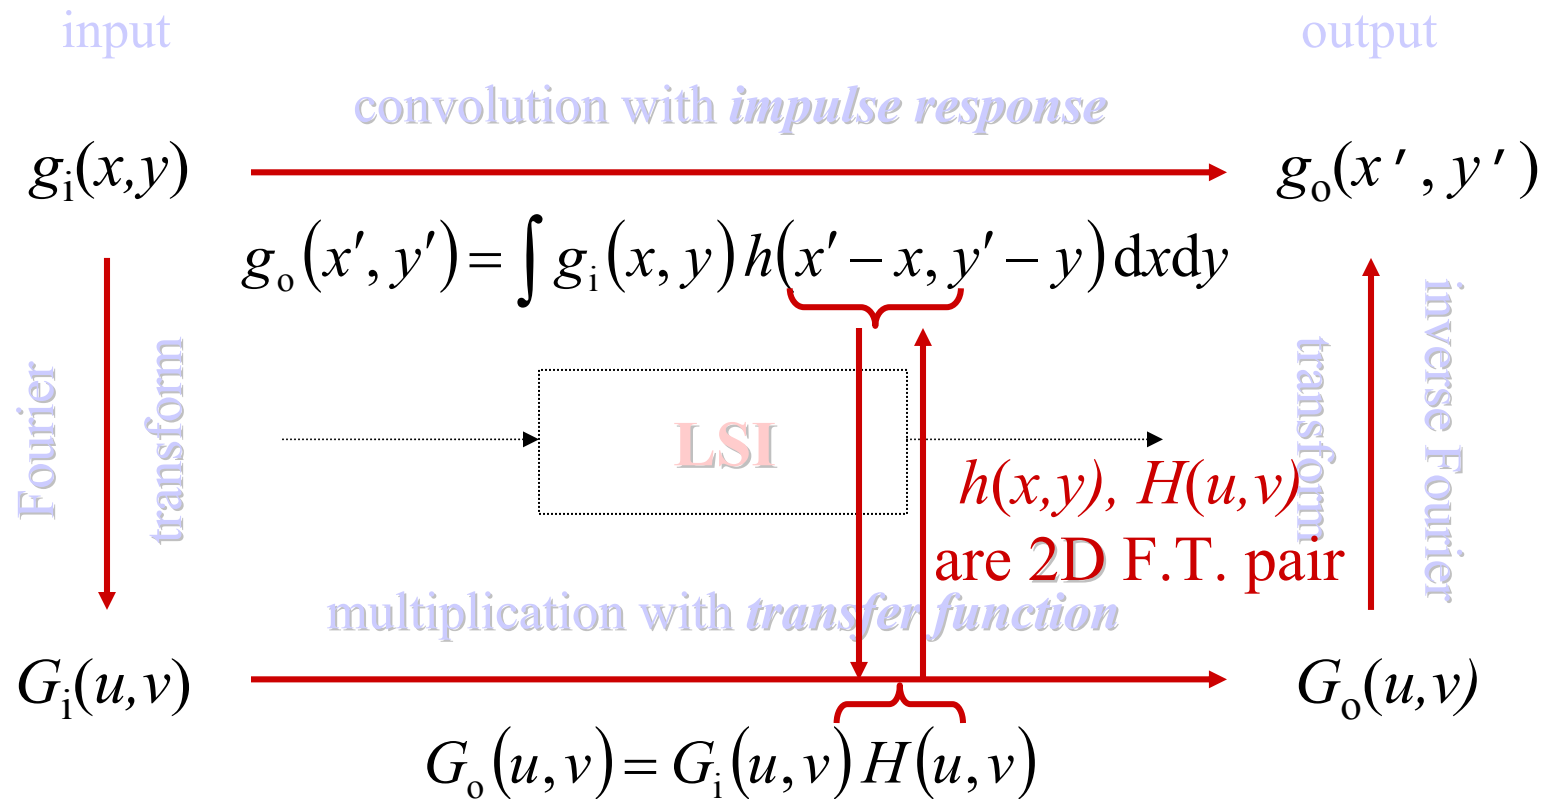 input output
convolution with impulse response
gᵢ(x,y) gₒ(x′, y′)
gₒ(x′, y′) = ∫ gᵢ(x, y) h(x′ − x, y′ − y) dxdy
Fourier
transform
LSI
transform
inverse Fourier
h(x,y), H(u,v)
are 2D F.T. pair
multiplication with transfer function
Gᵢ(u,v) Gₒ(u,v)
Gₒ(u, v) = Gᵢ(u, v) H(u, v)